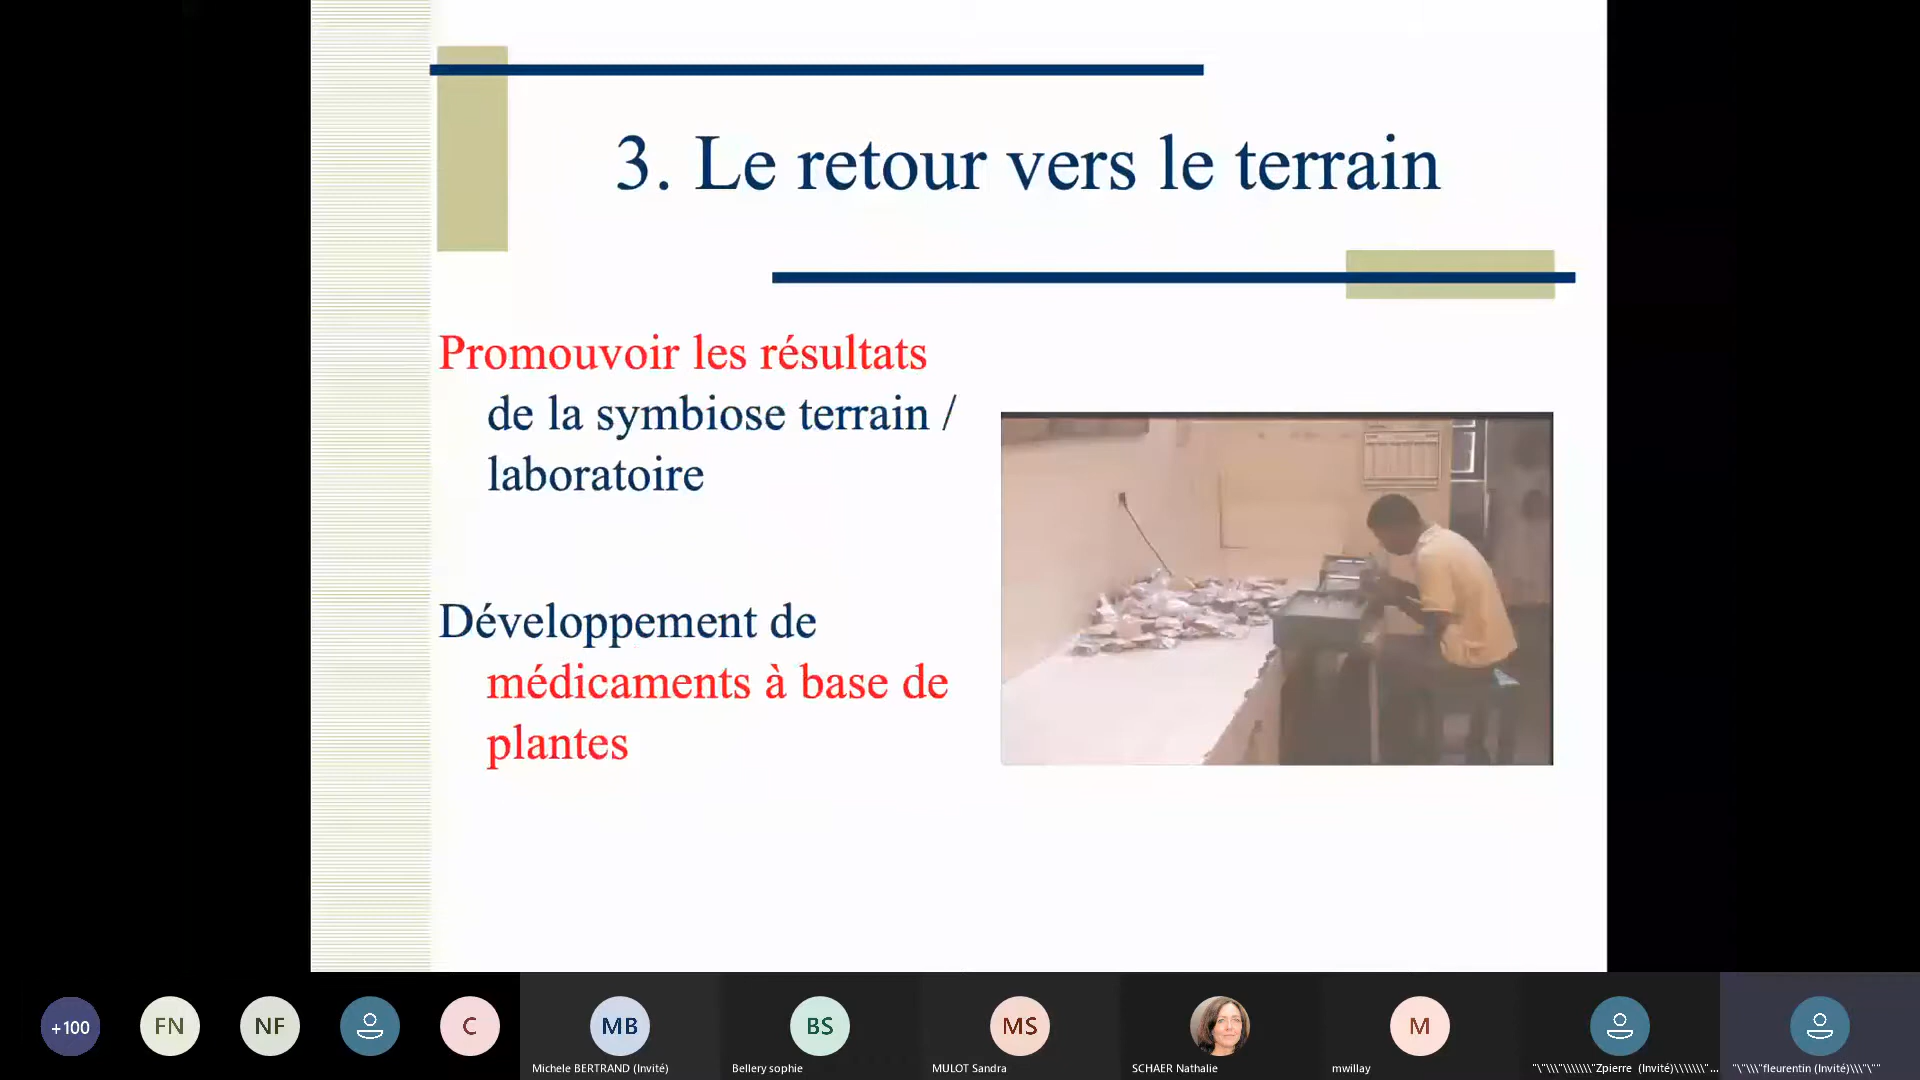 3. Le retour vers le terrain
Promouvoir les résultats
de la symbiose terrain /
laboratoire
Développement de
médicaments à base de
plantes
+100
FN
NF
C
MB
BS
MS
M
Michele BERTRAND (Invité)
Bellery sophie
MULOT Sandra
SCHAER Nathalie
mwillay
"\"\\\"\\\\\\\"Zpierre (Invité)\\\\\\\"...
"\"\\\"fleurentin (Invité)\\\"\""